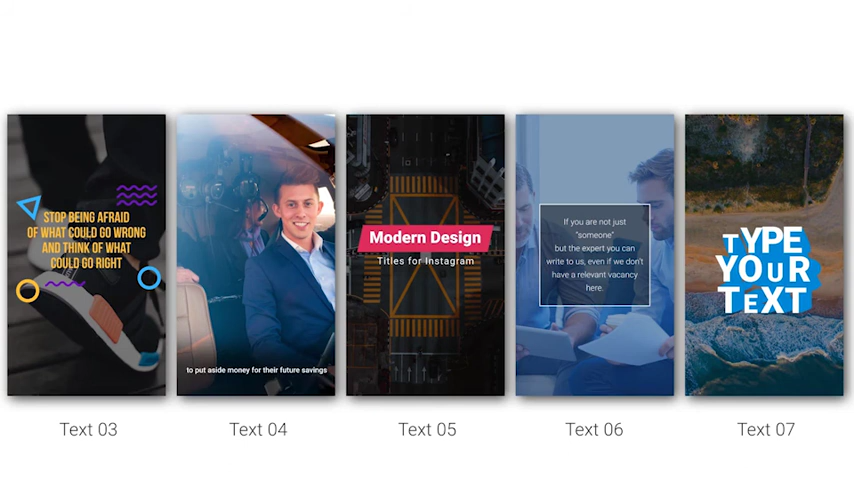 STOP BEING AFRAID
OF WHAT COULD GO WRONG
AND THINK OF WHAT
COULD GO RIGHT
to put aside money for their future savings
Modern Design
Titles for Instagram
If you are not just
"someone"
but the expert you can
write to us, even if we don't
have a relevant vacancy
here.
TYPE
YOuR
TeXT
Text 03
Text 04
Text 05
Text 06
Text 07